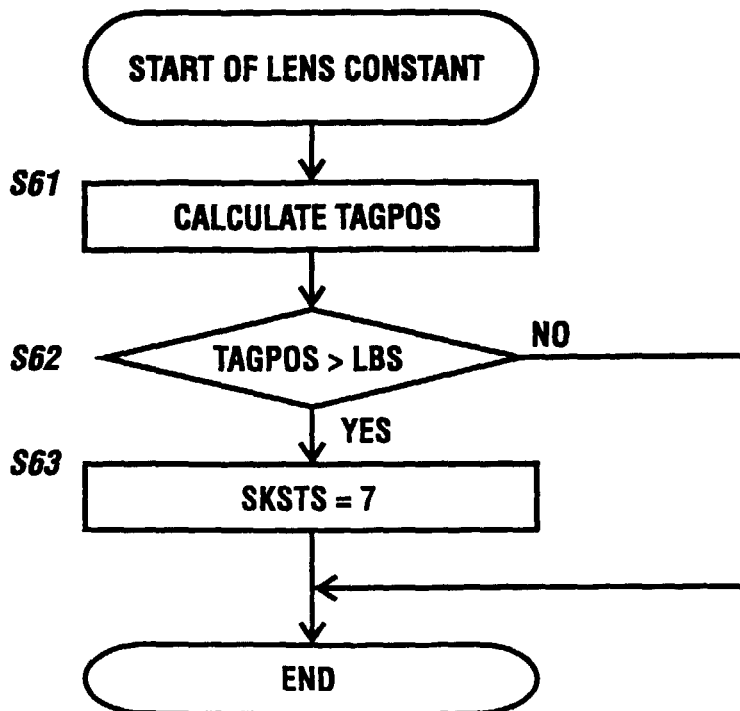 START OF LENS CONSTANT
S61
CALCULATE TAGPOS
S62
TAGPOS > LBS
NO
YES
S63
SKSTS = 7
END